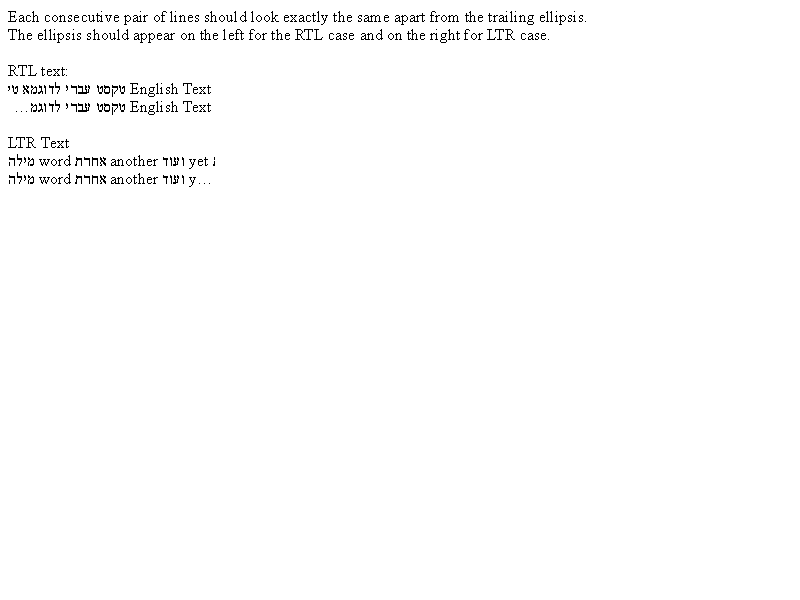 Each consecutive pair of lines should look exactly the same apart from the trailing ellipsis.
The ellipsis should appear on the left for the RTL case and on the right for LTR case.
RTL text:
English Text טקסט עברי לדוגמא טי
English Text טקסט עברי לדוגמ...
LTR Text
מילה word אחרת another ועוד yet
מילה word אחרת another ועוד y...